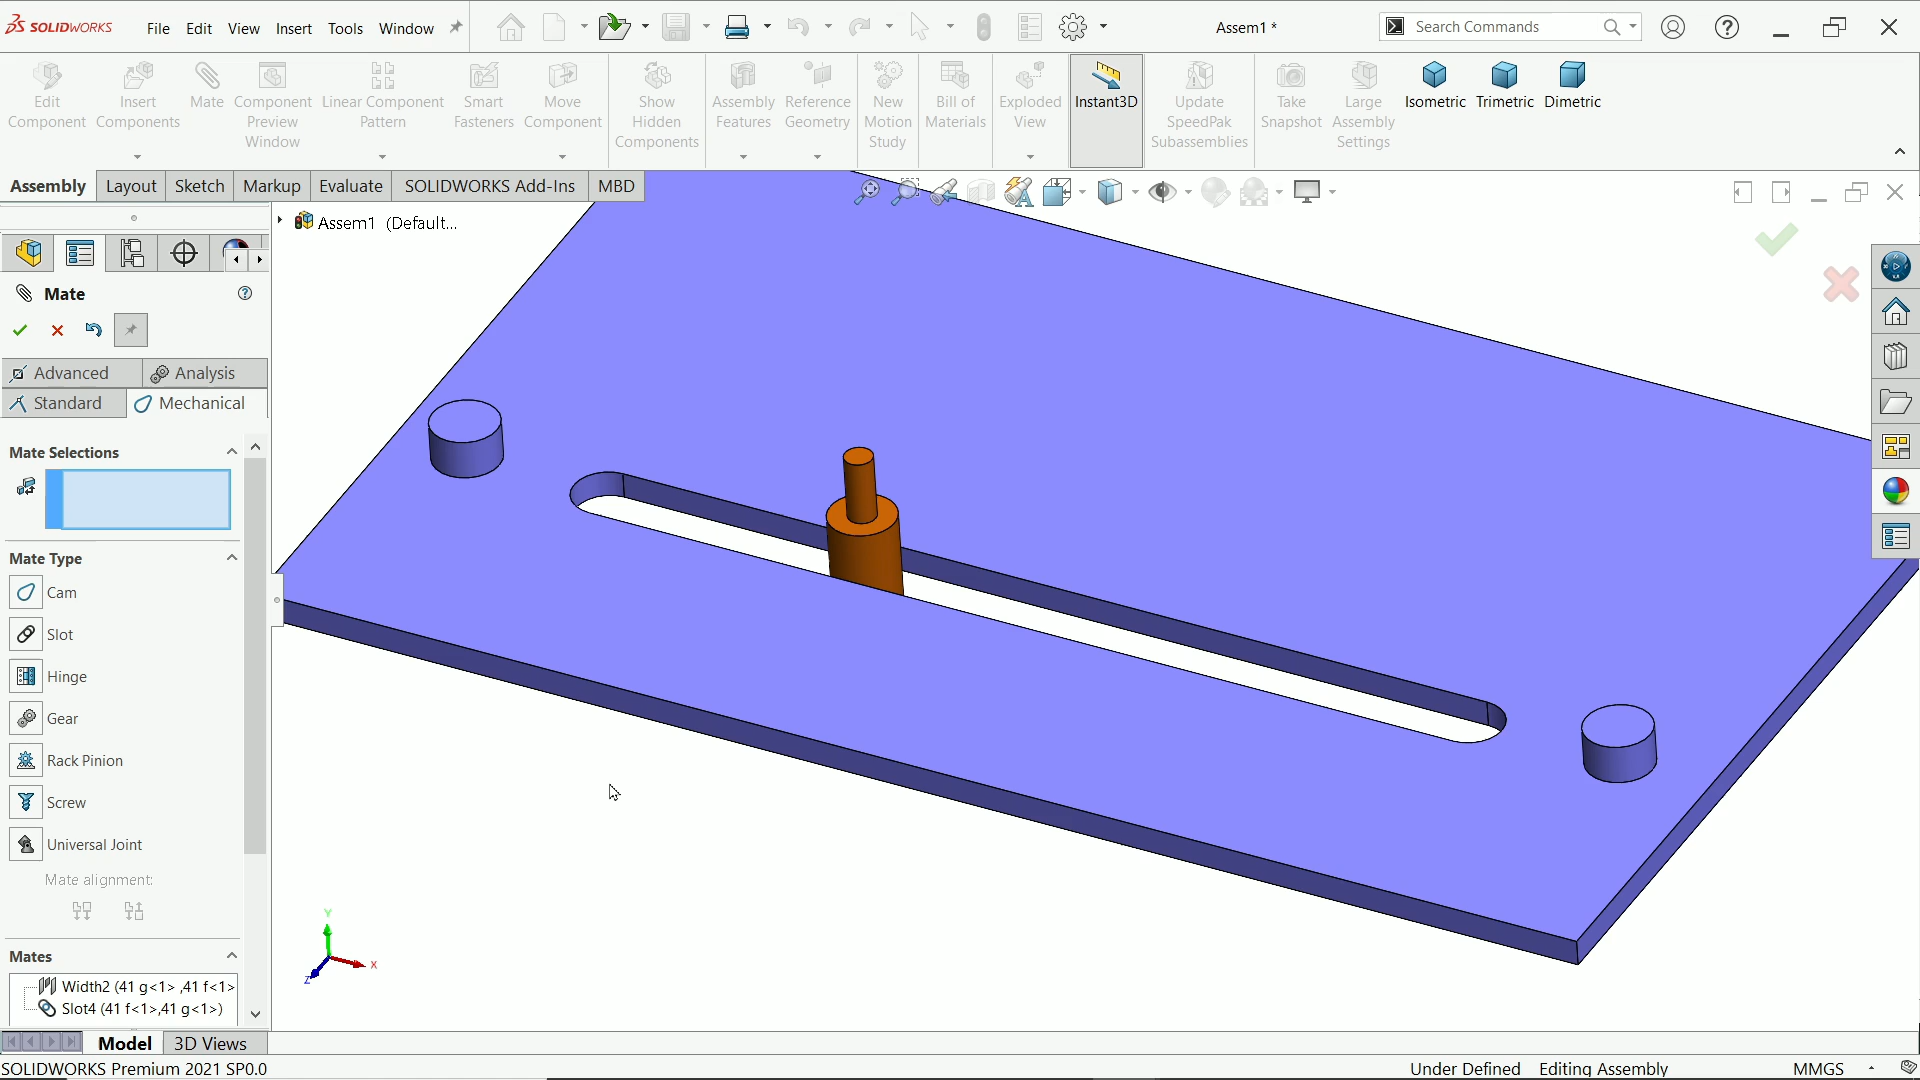 SOLIDWORKS File Edit View Insert Tools Window Assem1 * Search Commands
Edit Component
Insert Components
Mate
Component Preview Window
Linear Component Pattern
Smart Fasteners
Move Component
Show Hidden Components
Assembly Features
Reference Geometry
New Motion Study
Bill of Materials
Exploded View
Instant3D
Update SpeedPak Subassemblies
Take Snapshot
Large Assembly Settings
Isometric
Trimetric
Dimetric
Assembly Layout Sketch Markup Evaluate SOLIDWORKS Add-Ins MBD
Assem1 (Default...
Mate
Advanced Analysis
Standard Mechanical
Mate Selections
Mate Type
Cam
Slot
Hinge
Gear
Rack Pinion
Screw
Universal Joint
Mate alignment:
Mates
Width2 (41 g<1> ,41 f<1>
Slot4 (41 f<1>,41 g<1>)
Y
X
Z
Model 3D Views
SOLIDWORKS Premium 2021 SP0.0 Under Defined Editing Assembly MMGS